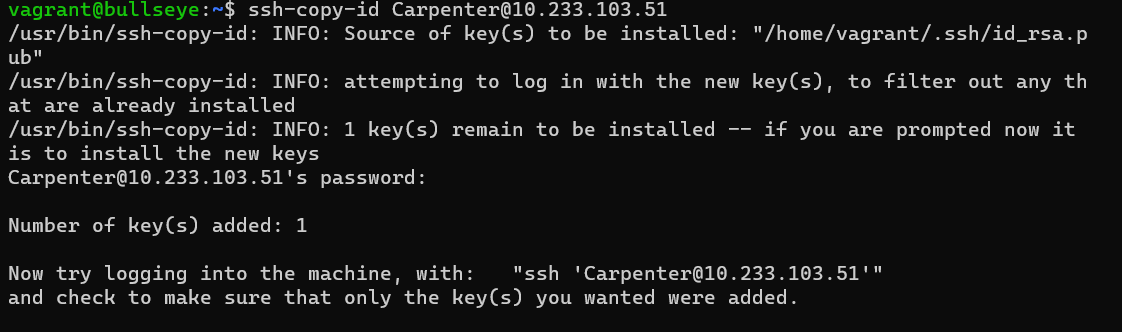 vagrant@bullseye:~$ ssh-copy-id Carpenter@10.233.103.51
/usr/bin/ssh-copy-id: INFO: Source of key(s) to be installed: "/home/vagrant/.ssh/id_rsa.p
ub"
/usr/bin/ssh-copy-id: INFO: attempting to log in with the new key(s), to filter out any th
at are already installed
/usr/bin/ssh-copy-id: INFO: 1 key(s) remain to be installed -- if you are prompted now it
is to install the new keys
Carpenter@10.233.103.51's password:
Number of key(s) added: 1
Now try logging into the machine, with:   "ssh 'Carpenter@10.233.103.51'"
and check to make sure that only the key(s) you wanted were added.